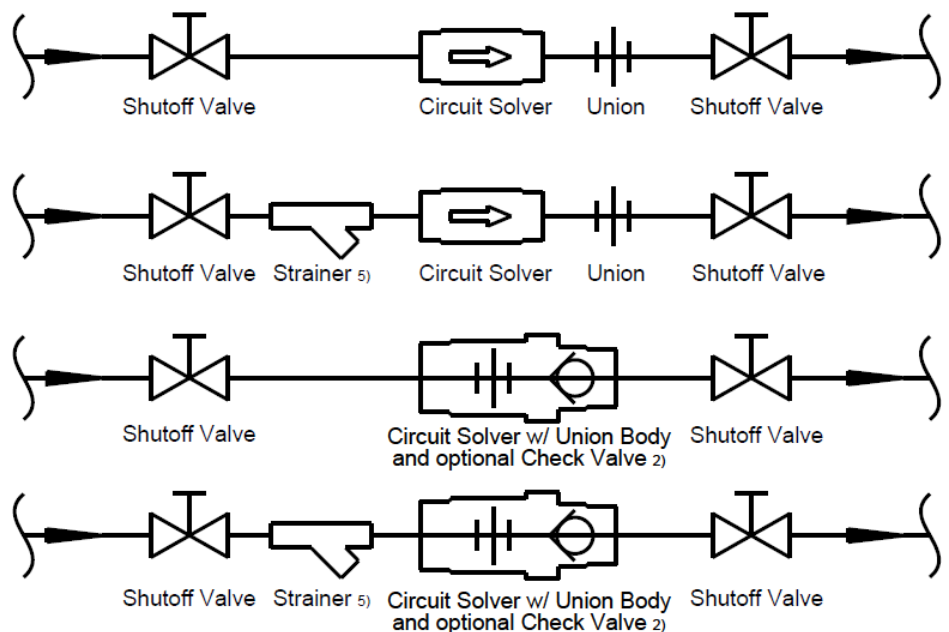 Shutoff Valve Circuit Solver Union Shutoff Valve
Shutoff Valve Strainer 5) Circuit Solver Union Shutoff Valve
Shutoff Valve Circuit Solver w/ Union Body Shutoff Valve
and optional Check Valve 2)
Shutoff Valve Strainer 5) Circuit Solver w/ Union Body Shutoff Valve
and optional Check Valve 2)